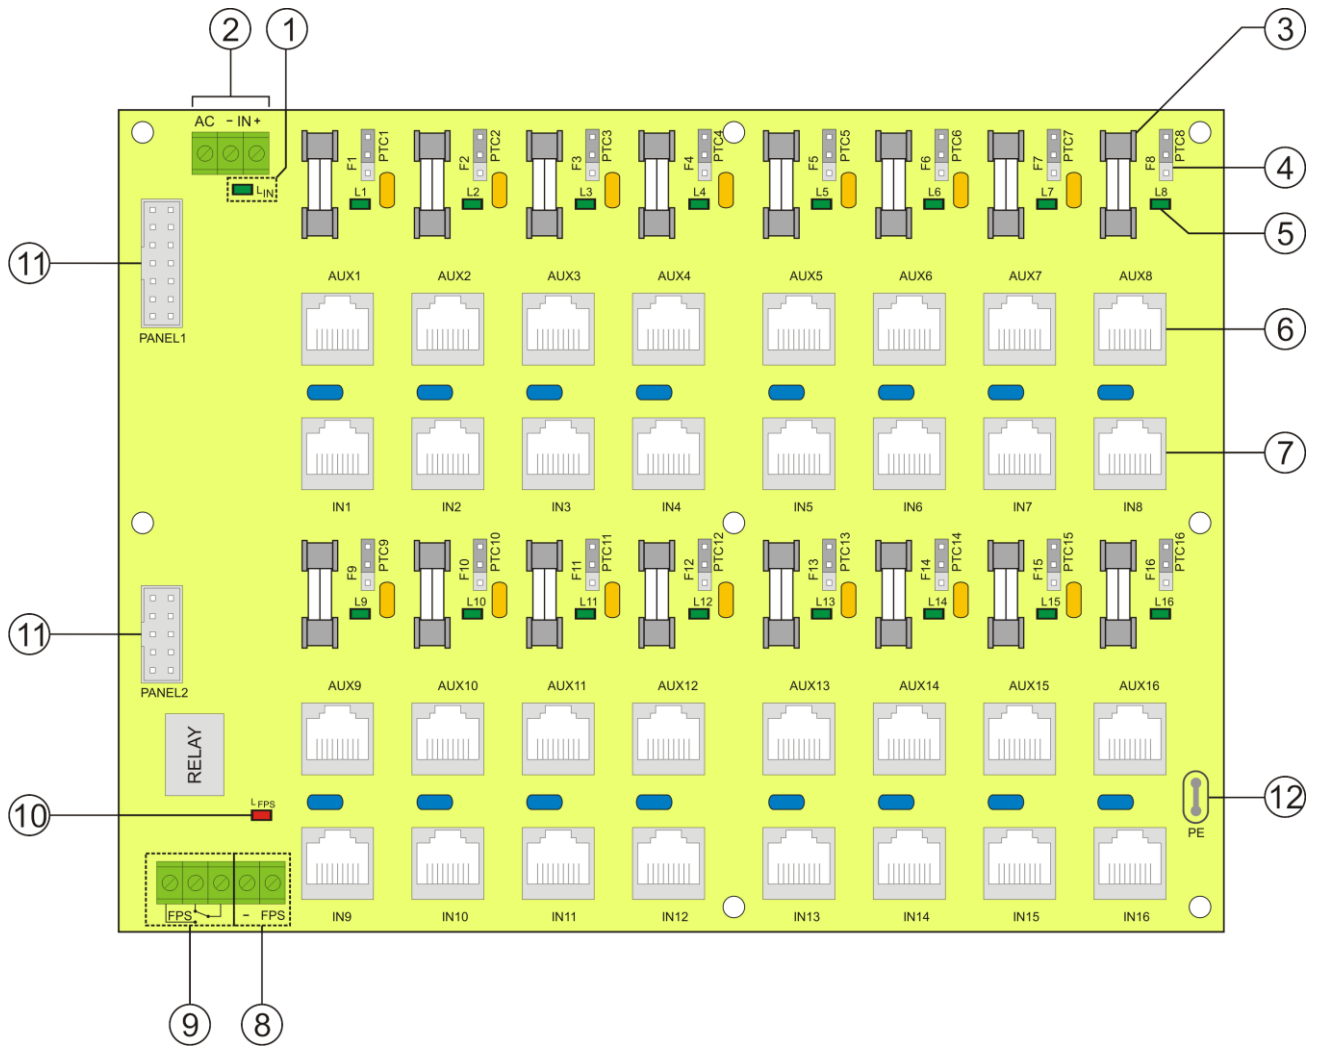 2 1 3
AC - IN +
L IN
F1 PTC1 F2 PTC2 F3 PTC3 F4 PTC4 F5 PTC5 F6 PTC6 F7 PTC7 F8 PTC8
4
L1 L2 L3 L4 L5 L6 L7 L8
5
11
AUX1 AUX2 AUX3 AUX4 AUX5 AUX6 AUX7 AUX8
PANEL1
6
7
IN1 IN2 IN3 IN4 IN5 IN6 IN7 IN8
F9 PTC9 F10 PTC10 F11 PTC11 F12 PTC12 F13 PTC13 F14 PTC14 F15 PTC15 F16 PTC16
L9 L10 L11 L12 L13 L14 L15 L16
11
PANEL2
AUX9 AUX10 AUX11 AUX12 AUX13 AUX14 AUX15 AUX16
RELAY
10
L FPS
12
PE
FPS - FPS
IN9 IN10 IN11 IN12 IN13 IN14 IN15 IN16
9 8